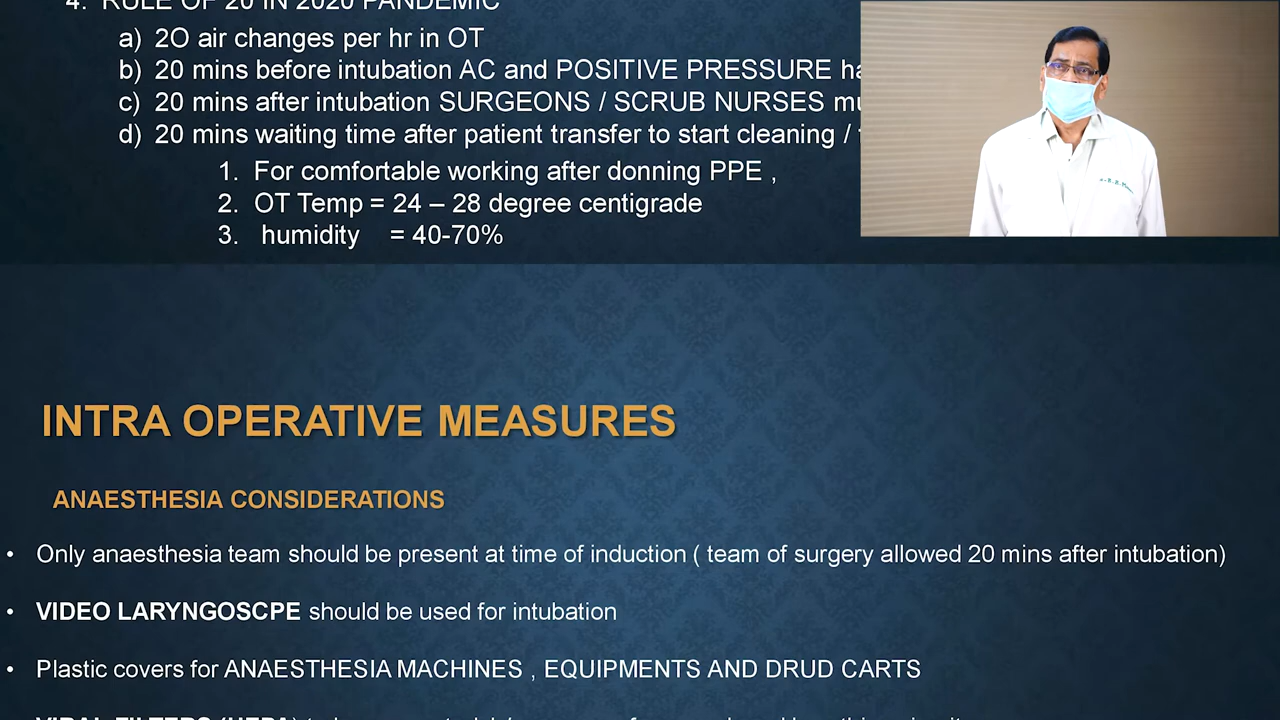 4. RULE OF 20 IN 2020 PANDEMIC
a) 2O air changes per hr in OT
b) 20 mins before intubation AC and POSITIVE PRESSURE
c) 20 mins after intubation SURGEONS / SCRUB NURSES
d) 20 mins waiting time after patient transfer to start cleaning /
1. For comfortable working after donning PPE ,
2. OT Temp = 24 – 28 degree centigrade
3. humidity = 40-70%
INTRA OPERATIVE MEASURES
ANAESTHESIA CONSIDERATIONS
• Only anaesthesia team should be present at time of induction ( team of surgery allowed 20 mins after intubation)
• VIDEO LARYNGOSCPE should be used for intubation
• Plastic covers for ANAESTHESIA MACHINES , EQUIPMENTS AND DRUD CARTS
• VIRAL FILTERS (HEPA)